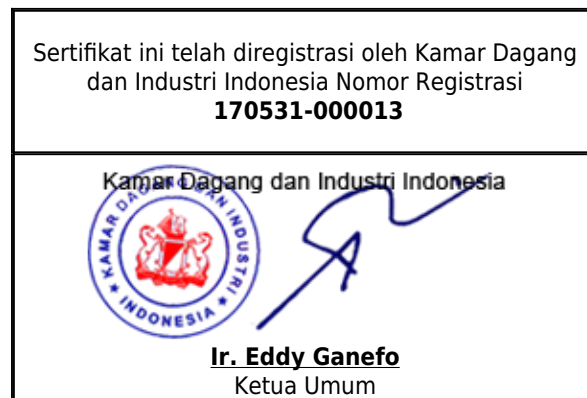 Sertifikat ini telah diregistrasi oleh Kamar Dagang
dan Industri Indonesia Nomor Registrasi
170531-000013
Kamar Dagang dan Industri Indonesia
KAMAR DAGANG DAN INDUSTRI
INDONESIA
Ir. Eddy Ganefo
Ketua Umum